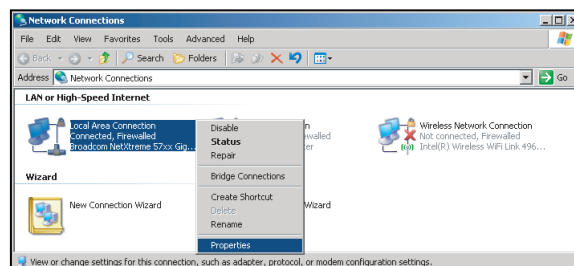 Network Connections
File Edit View Favorites Tools Advanced Help
Back Search Folders
Address Network Connections Go
LAN or High-Speed Internet
Local Area Connection
Connected, Firewalled
Broadcom NetXtreme 57xx Gig...
Disable
Status
Repair
Bridge Connections
Create Shortcut
Delete
Rename
Properties
Wireless Network Connection
Not connected, Firewalled
Intel(R) Wireless WiFi Link 496...
Wizard
New Connection Wizard
Wizard
View or change settings for this connection, such as adapter, protocol, or modem configuration settings.